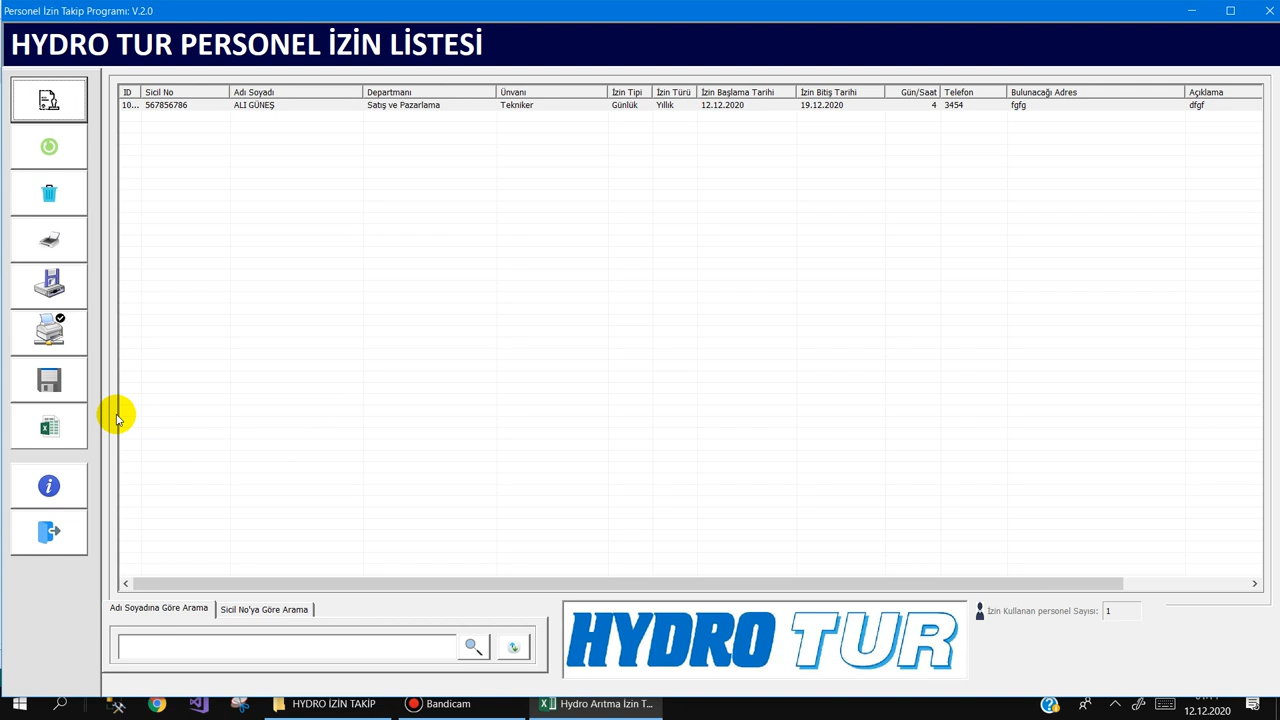 Personel İzin Takip Programı: V.2.0
HYDRO TUR PERSONEL İZİN LİSTESİ
ID Sicil No Adı Soyadı Departmanı Ünvanı İzin Tipi İzin Türü İzin Başlama Tarihi İzin Bitiş Tarihi Gün/Saat Telefon Bulunacağı Adres Açıklama
10... 567856786 ALİ GÜNEŞ Satış ve Pazarlama Tekniker Günlük Yıllık 12.12.2020 19.12.2020 4 3454 fgfg dfgf
Adı Soyadına Göre Arama Sicil No'ya Göre Arama
İzin Kullanan personel Sayısı: 1
HYDRO TUR
HYDRO İZİN TAKİP Bandicam Hydro Arıtma İzin T...
12.12.2020